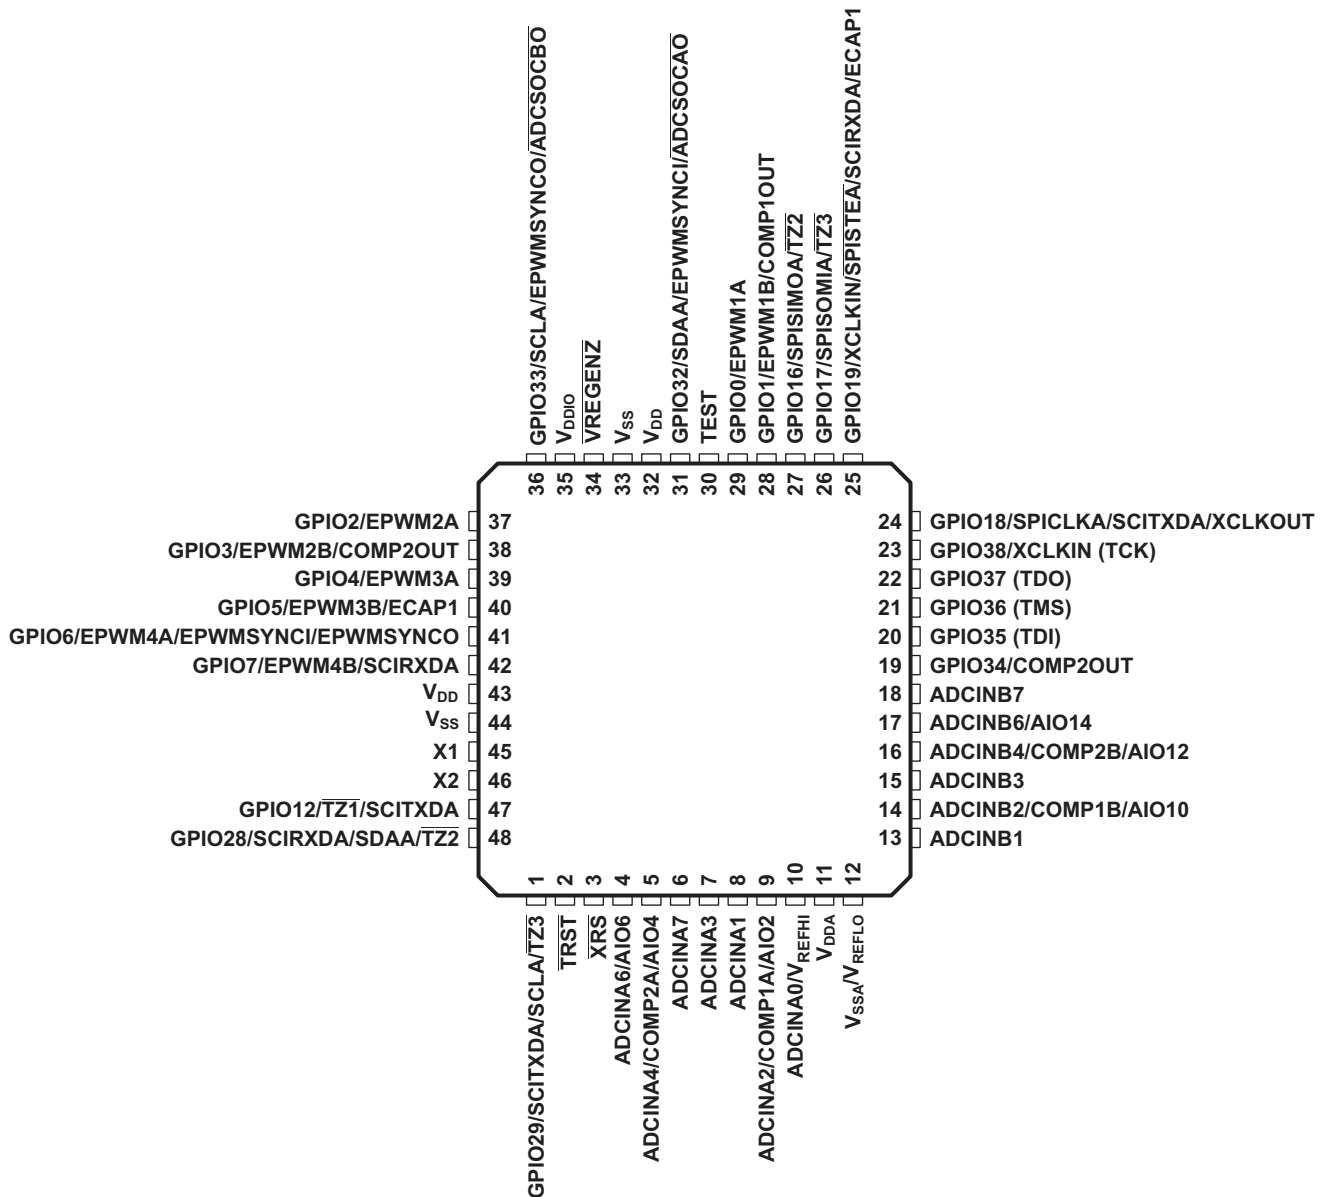 GPIO33/SCLA/EPWMSYNCO/ADCSOCBO
VDDIO
VREGENZ
VSS
VDD
GPIO32/SDAA/EPWMSYNCI/ADCSOCAO
TEST
GPIO0/EPWM1A
GPIO1/EPWM1B/COMP1OUT
GPIO16/SPISIMOA/TZ2
GPIO17/SPISOMIA/TZ3
GPIO19/XCLKIN/SPISTEA/SCIRXDA/ECAP1
36
35
34
33
32
31
30
29
28
27
26
25
GPIO2/EPWM2A 37
GPIO3/EPWM2B/COMP2OUT 38
GPIO4/EPWM3A 39
GPIO5/EPWM3B/ECAP1 40
GPIO6/EPWM4A/EPWMSYNCI/EPWMSYNCO 41
GPIO7/EPWM4B/SCIRXDA 42
VDD 43
VSS 44
X1 45
X2 46
GPIO12/TZ1/SCITXDA 47
GPIO28/SCIRXDA/SDAA/TZ2 48
24 GPIO18/SPICLKA/SCITXDA/XCLKOUT
23 GPIO38/XCLKIN (TCK)
22 GPIO37 (TDO)
21 GPIO36 (TMS)
20 GPIO35 (TDI)
19 GPIO34/COMP2OUT
18 ADCINB7
17 ADCINB6/AIO14
16 ADCINB4/COMP2B/AIO12
15 ADCINB3
14 ADCINB2/COMP1B/AIO10
13 ADCINB1
1
2
3
4
5
6
7
8
9
10
11
12
GPIO29/SCITXDA/SCLA/TZ3
TRST
XRS
ADCINA6/AIO6
ADCINA4/COMP2A/AIO4
ADCINA7
ADCINA3
ADCINA1
ADCINA2/COMP1A/AIO2
ADCINA0/VREFHI
VDDA
VSSA/VREFLO